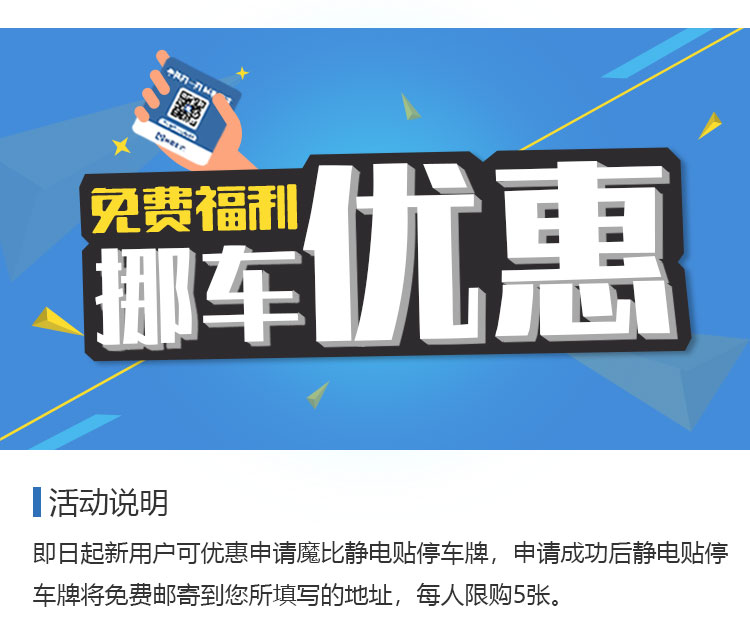 免费福利
挪车
优惠
活动说明
即日起新用户可优惠申请魔比静电贴停车牌，申请成功后静电贴停
车牌将免费邮寄到您所填写的地址，每人限购5张。